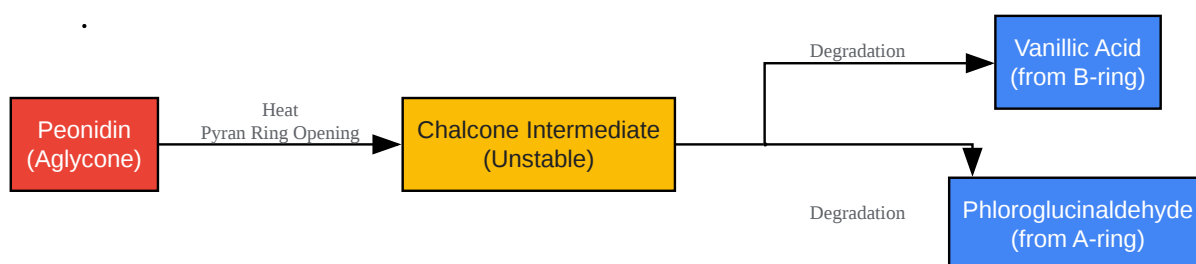 Peonidin
(Aglycone)
Heat
Pyran Ring Opening
Chalcone Intermediate
(Unstable)
Degradation
Vanillic Acid
(from B-ring)
Degradation
Phloroglucinaldehyde
(from A-ring)